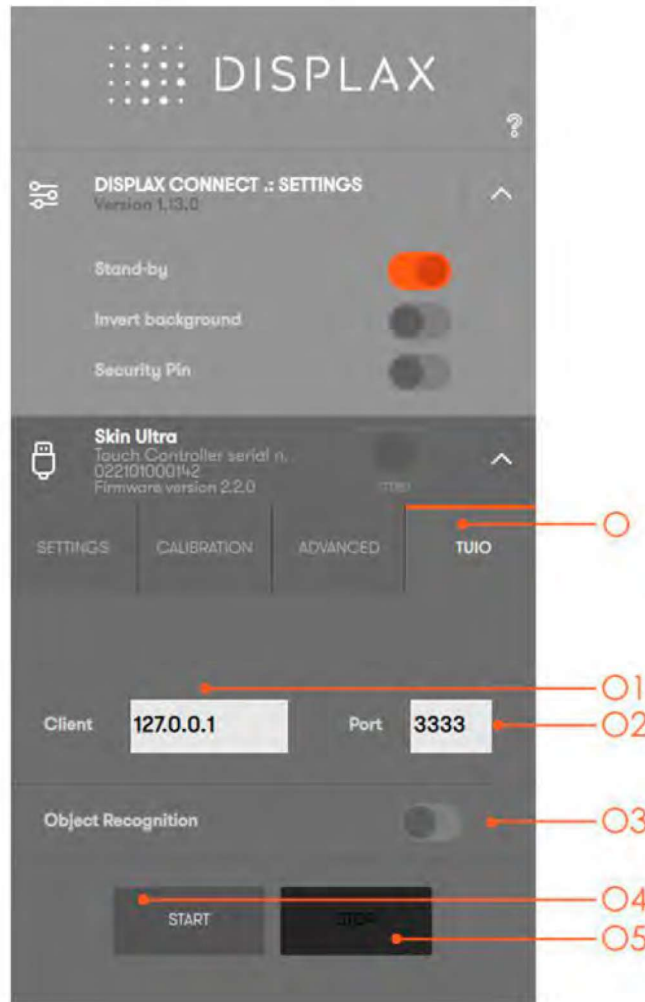 DISPLAX
?
DISPLAX CONNECT .: SETTINGS
Version 1.13.0
Stand-by
Invert background
Security Pin
Skin Ultra
Touch Controller serial n.
022101000142
Firmware version 2.2.0
SETTINGS CALIBRATION ADVANCED TUIO
O
O1
Client 127.0.0.1 Port 3333 O2
Object Recognition O3
O4
START STOP
O5